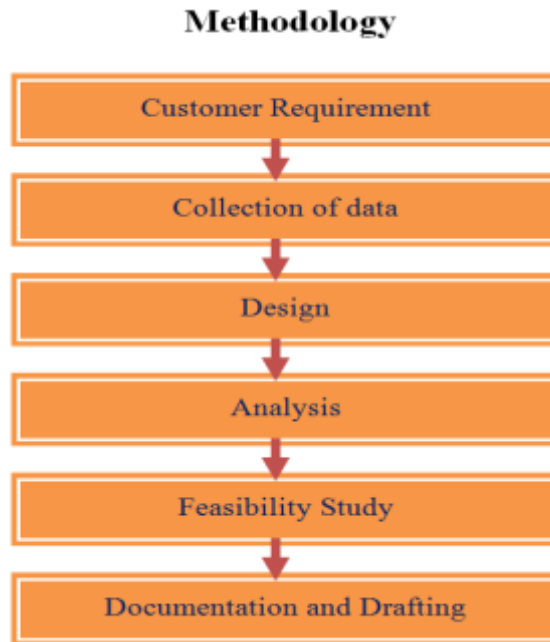 Methodology
Customer Requirement
Collection of data
Design
Analysis
Feasibility Study
Documentation and Drafting